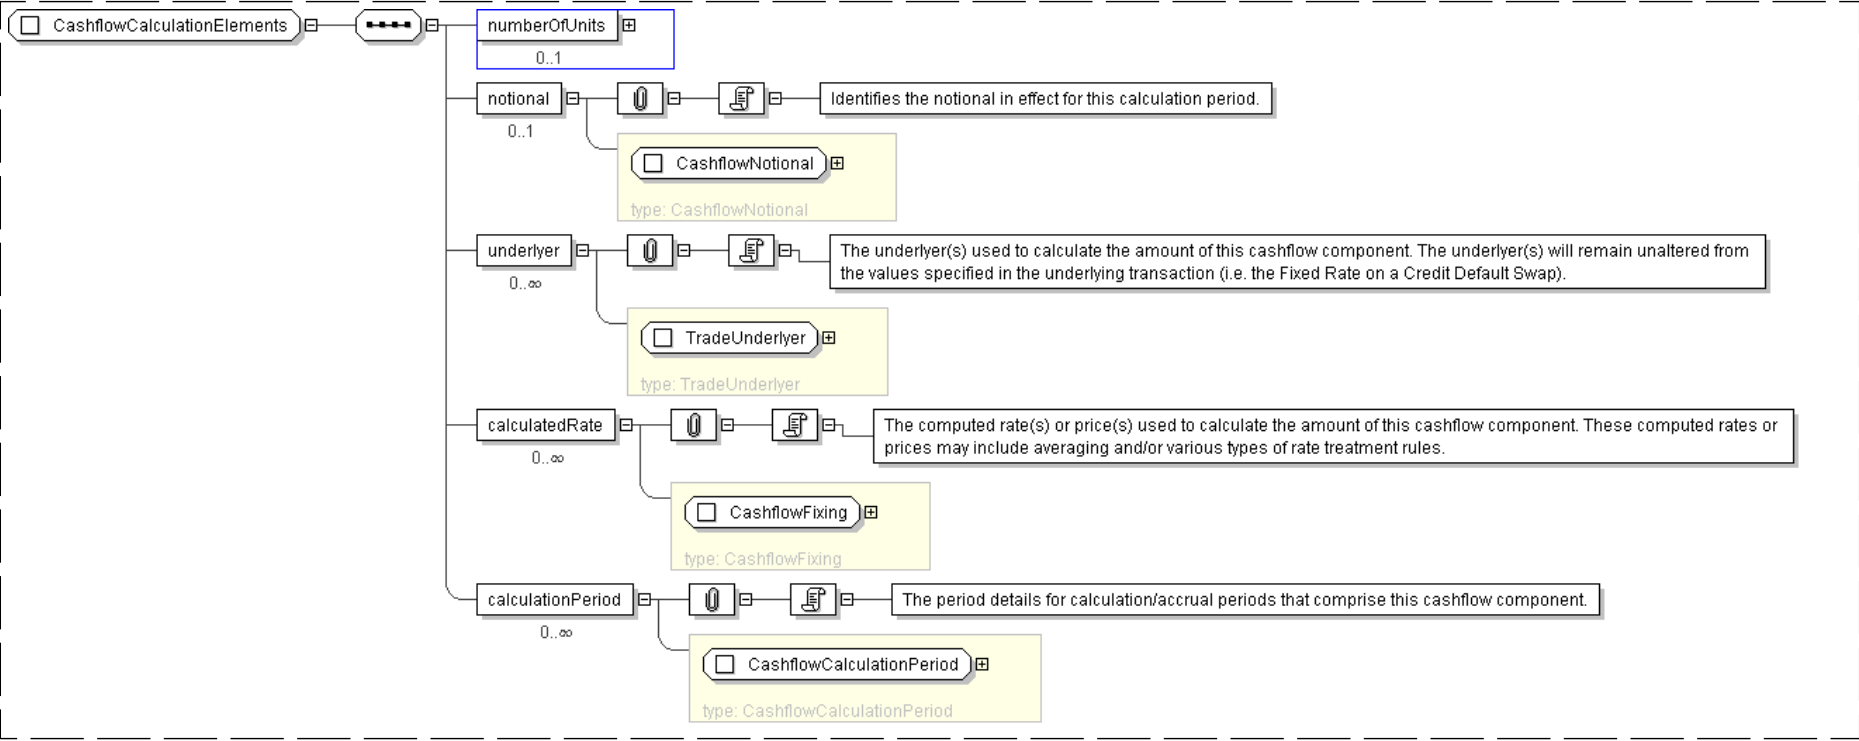 CashflowCalculationElements
numberOfUnits
0..1
notional
Identifies the notional in effect for this calculation period.
0..1
CashflowNotional
type: CashflowNotional
underlyer
The underlyer(s) used to calculate the amount of this cashflow component. The underlyer(s) will remain unaltered from
the values specified in the underlying transaction (i.e. the Fixed Rate on a Credit Default Swap).
0..∞
TradeUnderlyer
type: TradeUnderlyer
calculatedRate
The computed rate(s) or price(s) used to calculate the amount of this cashflow component. These computed rates or
prices may include averaging and/or various types of rate treatment rules.
0..∞
CashflowFixing
type: CashflowFixing
calculationPeriod
The period details for calculation/accrual periods that comprise this cashflow component.
0..∞
CashflowCalculationPeriod
type: CashflowCalculationPeriod